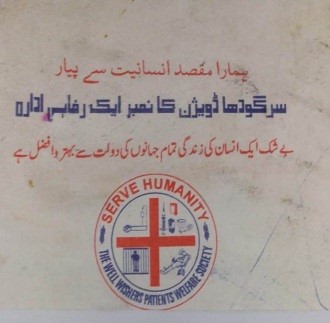 ہمارا مقصد انسانیت سے پیار
سرگودھا ڈویژن کا نمبر ایک رفاہی ادارہ
بے شک ایک انسان کی زندگی تمام جہانوں کی دولت سے بہتر و افضل ہے
SERVE HUMANITY
THE WELL WISHERS PATIENTS WELFARE SOCIETY